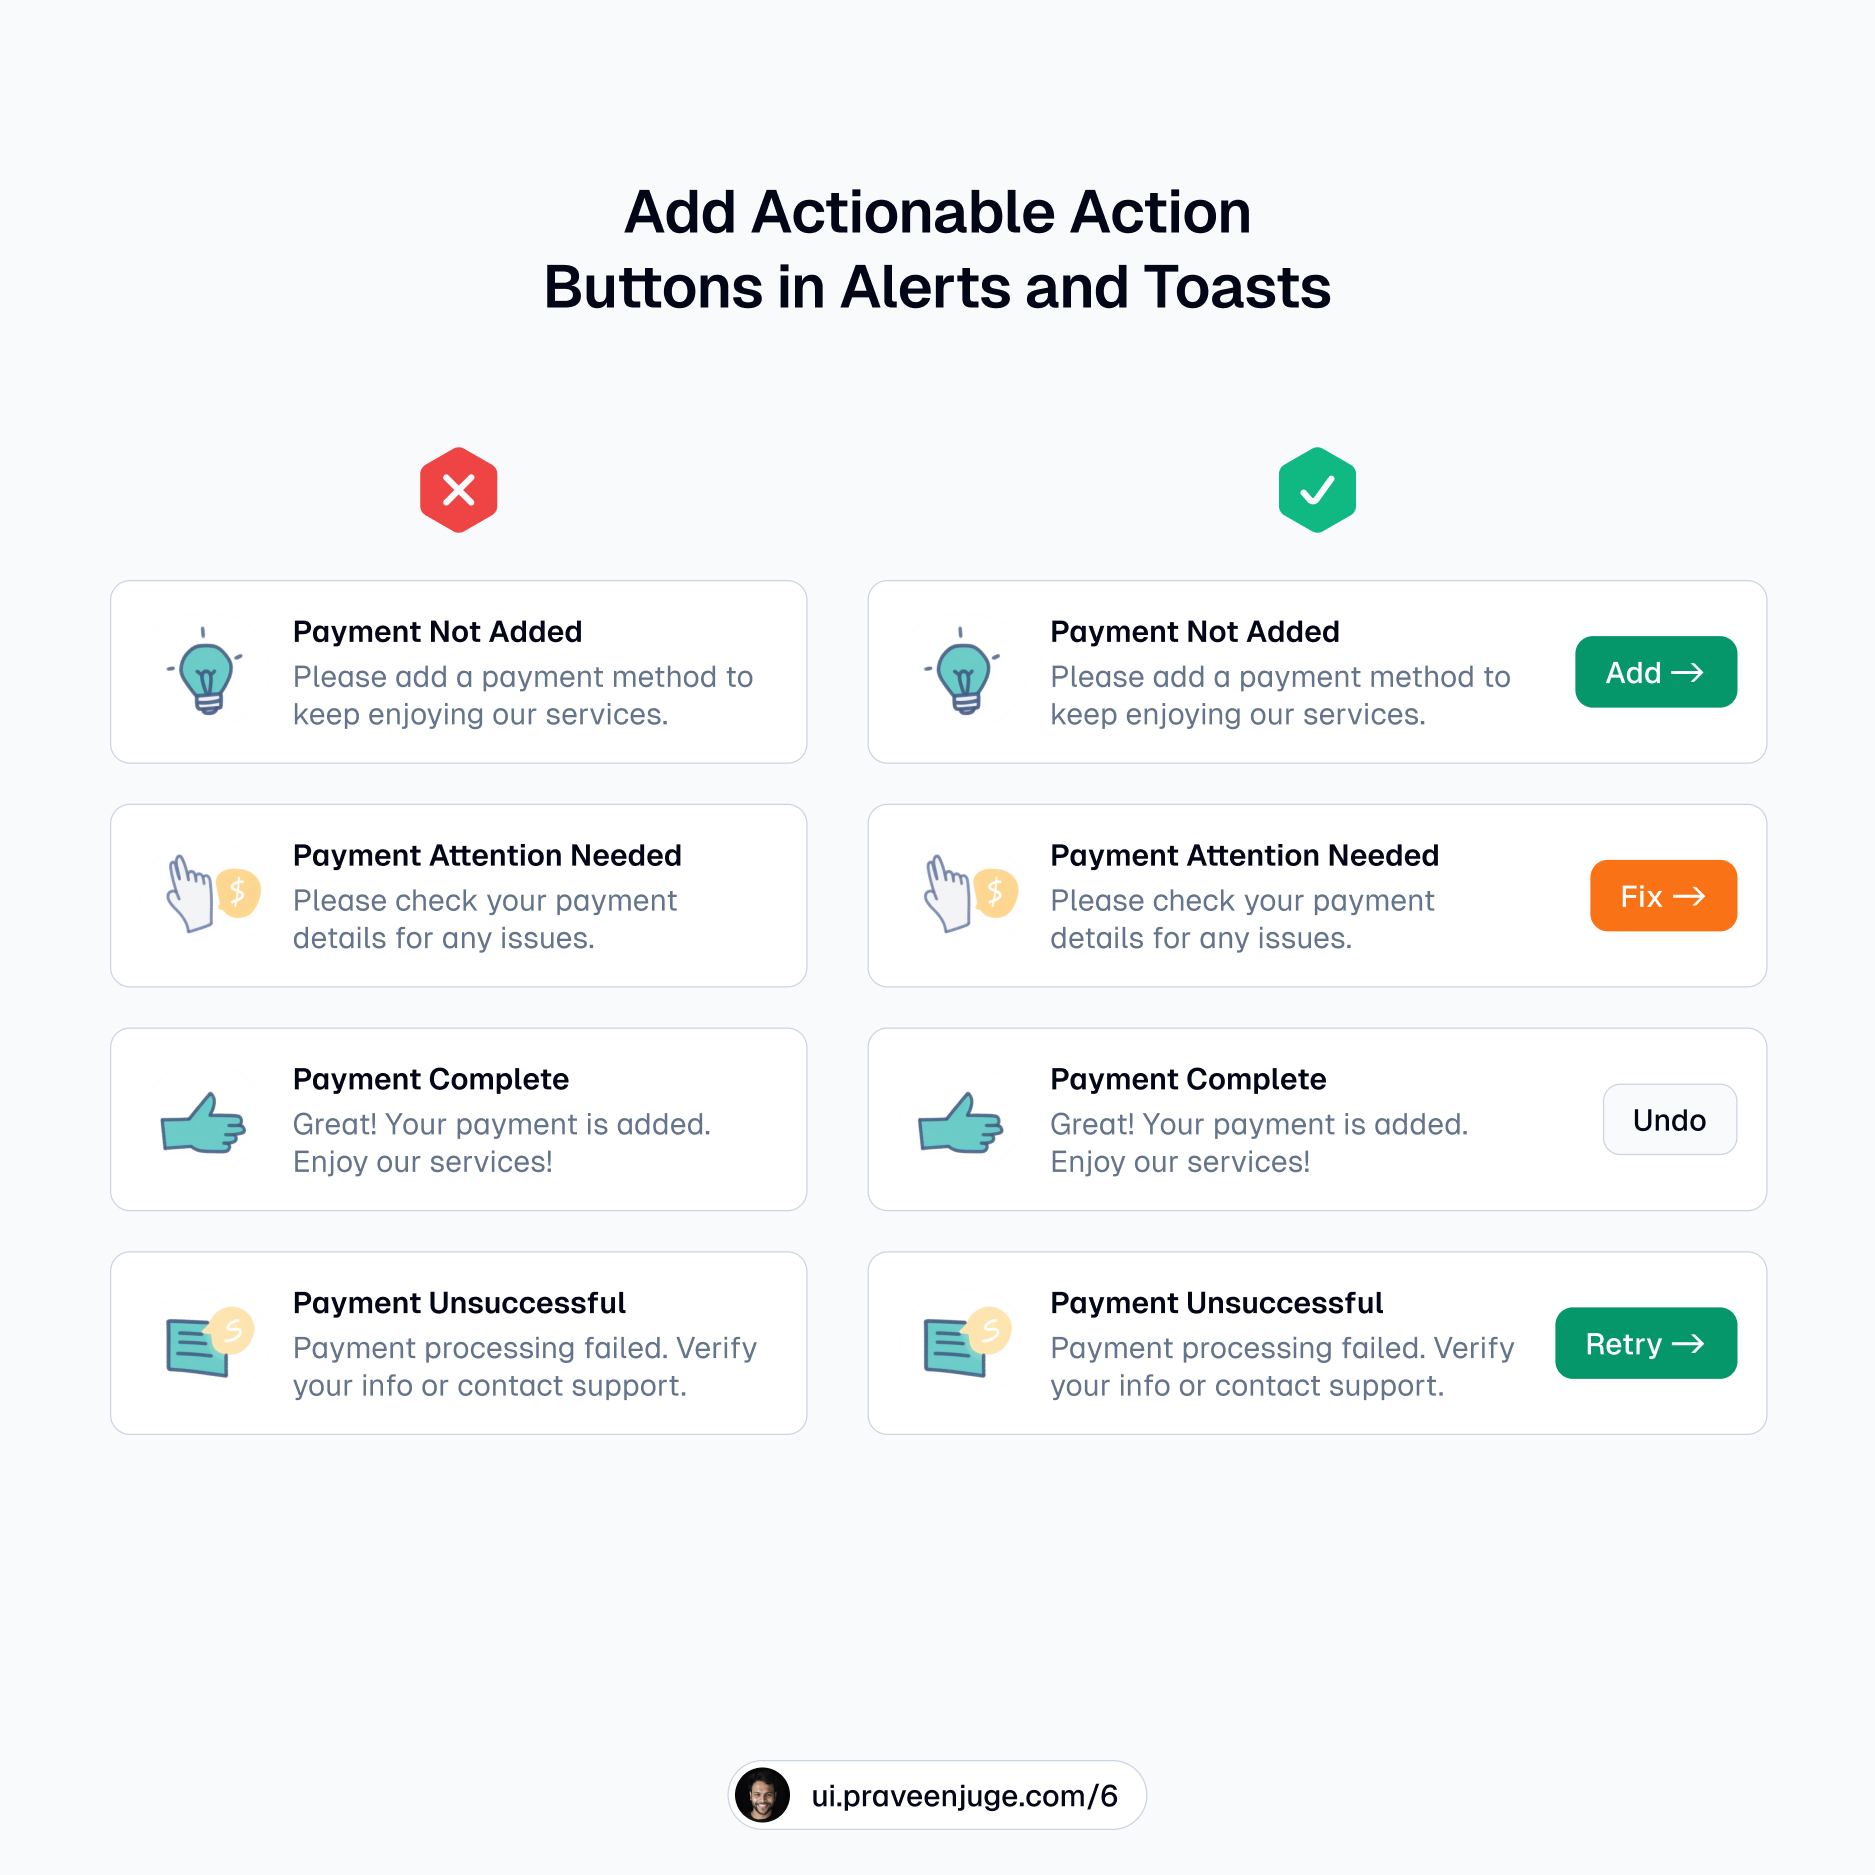 Add Actionable Action
Buttons in Alerts and Toasts
Payment Not Added
Please add a payment method to
keep enjoying our services.
Payment Attention Needed
$
Please check your payment
details for any issues.
Payment Complete
Great! Your payment is added.
Enjoy our services!
Payment Unsuccessful
S
Payment processing failed. Verify
your info or contact support.
Payment Not Added
Please add a payment method to
keep enjoying our services.
Add →
Payment Attention Needed
$
Please check your payment
details for any issues.
Fix →
Payment Complete
Great! Your payment is added.
Enjoy our services!
Undo
Payment Unsuccessful
S
Payment processing failed. Verify
your info or contact support.
Retry →
ui.praveenjuge.com/6